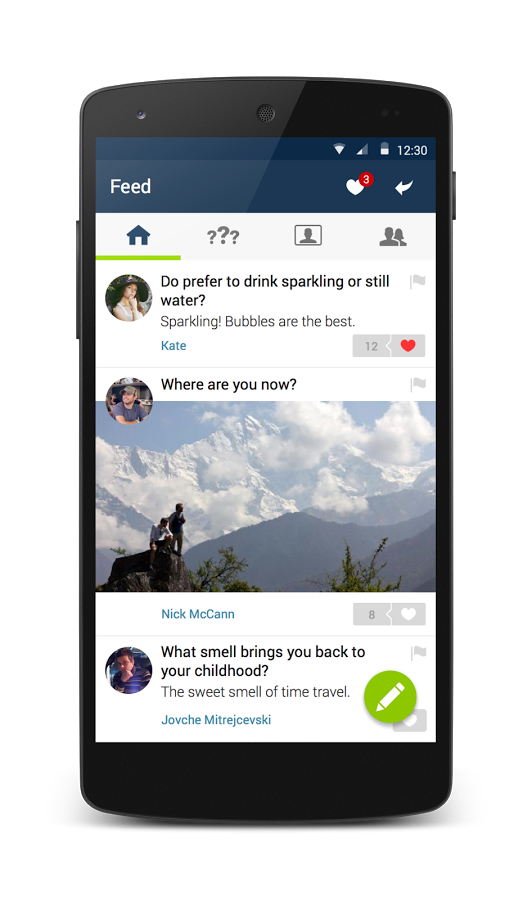 12:30
Feed
3
???
Do prefer to drink sparkling or still
water?
Sparkling! Bubbles are the best.
Kate
12
Where are you now?
Nick McCann
8
What smell brings you back to
your childhood?
The sweet smell of time travel.
Jovche Mitrejcevski